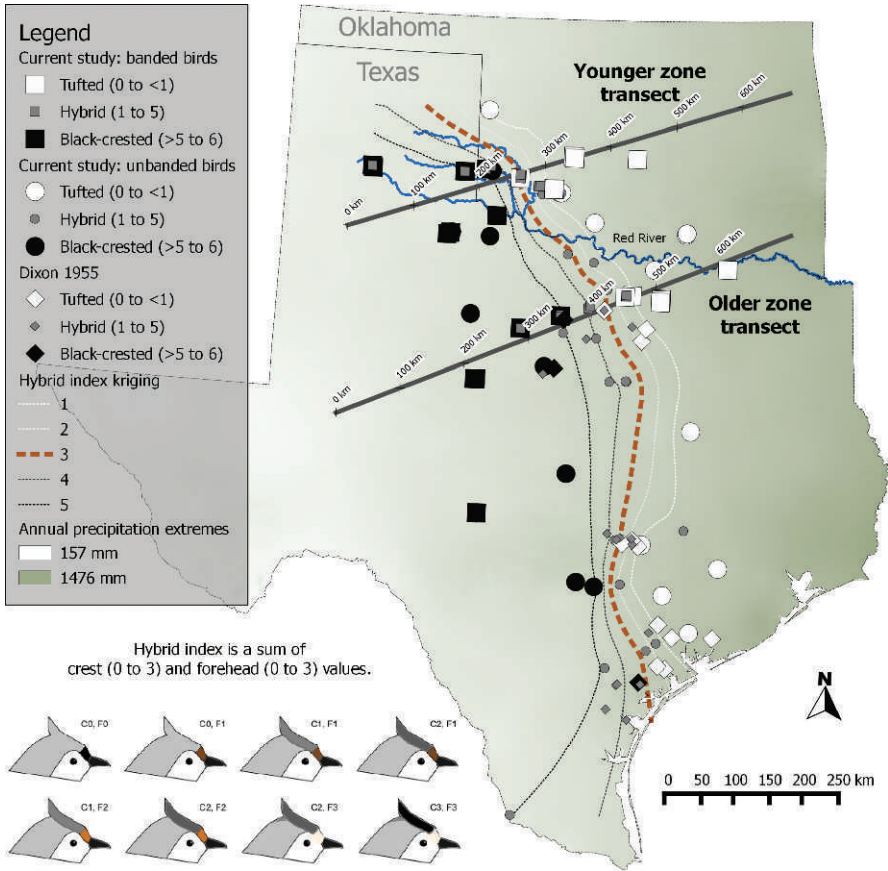 Legend
Current study: banded birds
Tufted (0 to <1)
Hybrid (1 to 5)
Black-crested (>5 to 6)
Current study: unbanded birds
Tufted (0 to <1)
Hybrid (1 to 5)
Black-crested (>5 to 6)
Dixon 1955
Tufted (0 to <1)
Hybrid (1 to 5)
Black-crested (>5 to 6)
Hybrid index kriging
1
2
3
4
5
Annual precipitation extremes
157 mm
1476 mm
Oklahoma
Texas
Younger zone
transect
0 km
100 km
200 km
300 km
400 km
500 km
600 km
Red River
Older zone
transect
0 km
100 km
200 km
300 km
400 km
500 km
600 km
Hybrid index is a sum of
crest (0 to 3) and forehead (0 to 3) values.
C0, F0
C0, F1
C1, F1
C2, F1
C1, F2
C2, F2
C2, F3
C3, F3
N
0 50 100 150 200 250 km